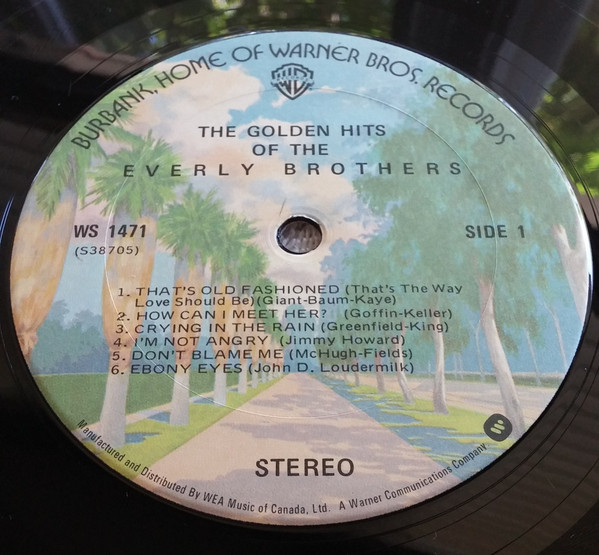 BURBANK, HOME OF WARNER BROS. RECORDS
THE GOLDEN HITS
OF THE
EVERLY BROTHERS
WS 1471
(S38705)
SIDE 1
1. THAT'S OLD FASHIONED (That's The Way
Love Should Be)(Giant-Baum-Kaye)
2. HOW CAN I MEET HER? (Goffin-Keller)
3. CRYING IN THE RAIN (Greenfield-King)
4. I'M NOT ANGRY (Jimmy Howard)
5. DON'T BLAME ME (McHugh-Fields)
6. EBONY EYES (John D. Loudermilk)
STEREO
Manufactured and Distributed By WEA Music of Canada, Ltd. A Warner Communications Company